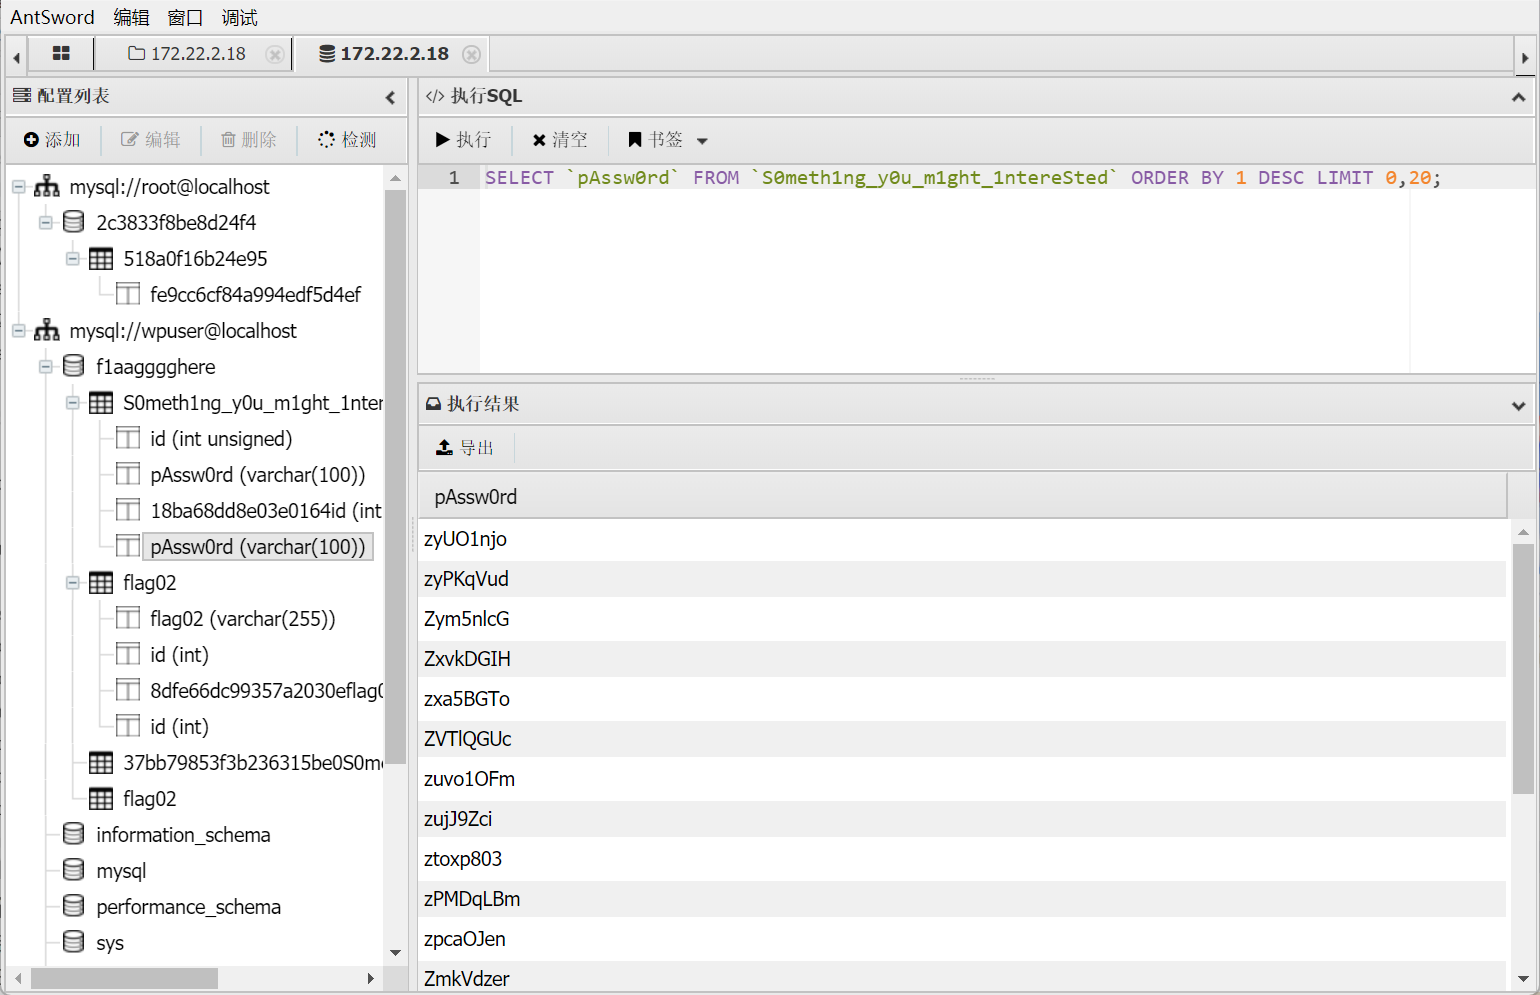 AntSword 编辑 窗口 调试
172.22.2.18 172.22.2.18
配置列表
添加 编辑 删除 检测
mysql://root@localhost
2c3833f8be8d24f4
518a0f16b24e95
fe9cc6cf84a994edf5d4ef
mysql://wpuser@localhost
f1aagggghere
S0meth1ng_y0u_m1ght_1nter
id (int unsigned)
pAssw0rd (varchar(100))
18ba68dd8e03e0164id (int
pAssw0rd (varchar(100))
flag02
flag02 (varchar(255))
id (int)
8dfe66dc99357a2030eflag0
id (int)
37bb79853f3b236315be0S0me
flag02
information_schema
mysql
performance_schema
sys
</> 执行SQL
执行 清空 书签
1 SELECT `pAssw0rd` FROM `S0meth1ng_y0u_m1ght_1ntereSted` ORDER BY 1 DESC LIMIT 0,20;
执行结果
导出
pAssw0rd
zyUO1njo
zyPKqVud
Zym5nlcG
ZxvkDGIH
zxa5BGTo
ZVTlQGUc
zuvo1OFm
zujJ9Zci
ztoxp803
zPMDqLBm
zpcaOJen
ZmkVdzer